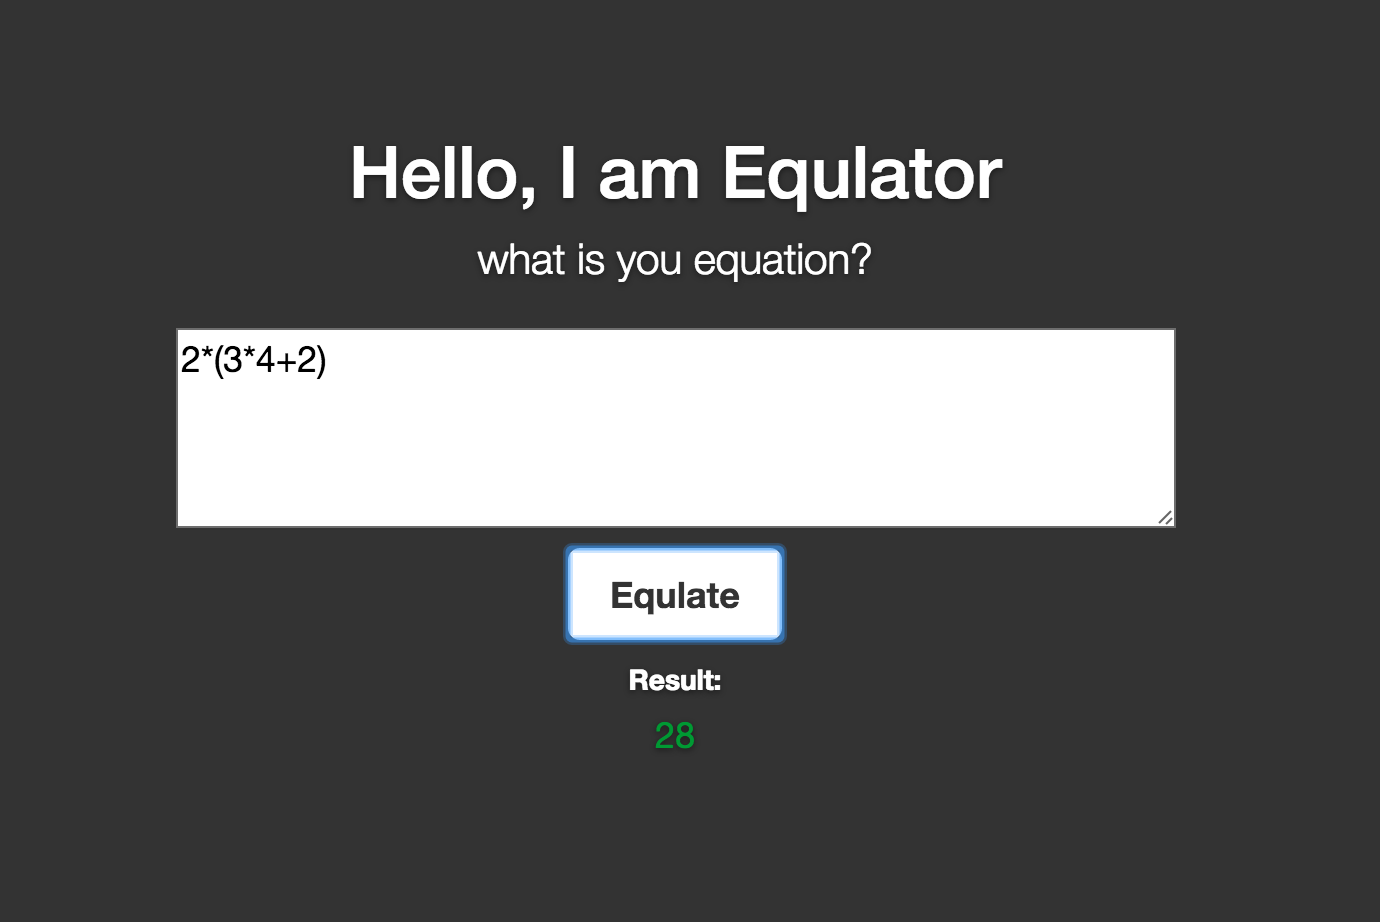 Hello, I am Equlator
what is you equation?
2*(3*4+2)
Equlate
Result:
28